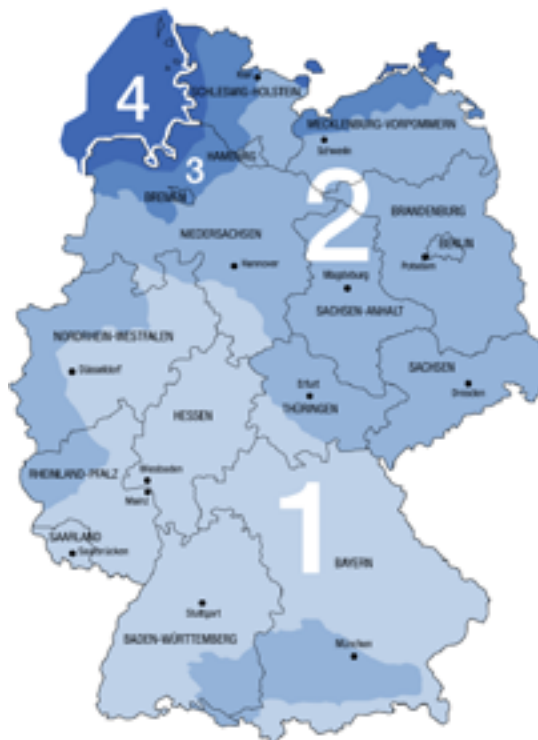 4
Kiel
SCHLESWIG-HOLSTEIN
MECKLENBURG-VORPOMMERN
Schwerin
HAMBURG
3
BREMEN
2
BRANDENBURG
NIEDERSACHSEN
BERLIN
Hannover
Potsdam
Magdeburg
SACHSEN-ANHALT
NORDRHEIN-WESTFALEN
Düsseldorf
SACHSEN
Erfurt
Dresden
THÜRINGEN
HESSEN
RHEINLAND-PFALZ
Wiesbaden
Mainz
1
SAARLAND
Saarbrücken
BAYERN
Stuttgart
BADEN-WÜRTTEMBERG
München